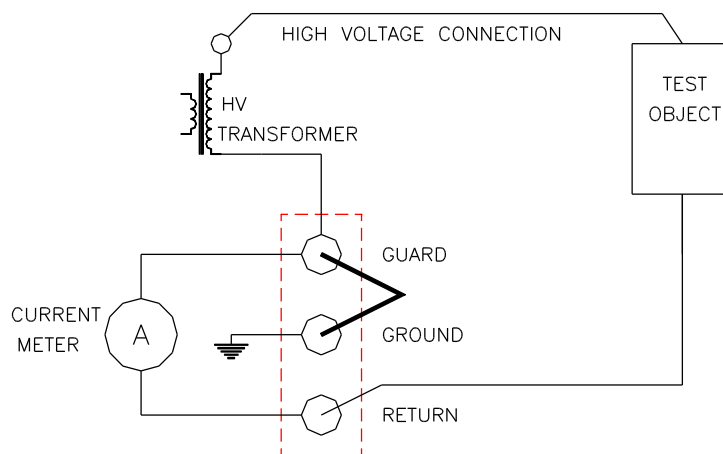 HIGH VOLTAGE CONNECTION
TEST
OBJECT
HV
TRANSFORMER
GUARD
CURRENT
METER
A
GROUND
RETURN